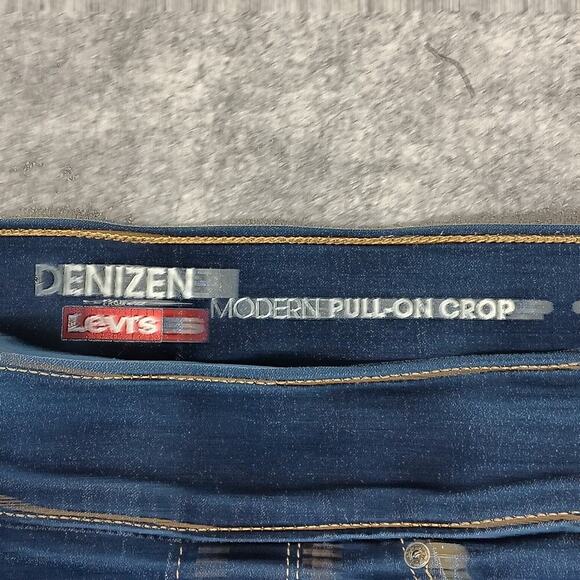 DENIZEN
FROM
Levi's
MODERN PULL-ON CROP